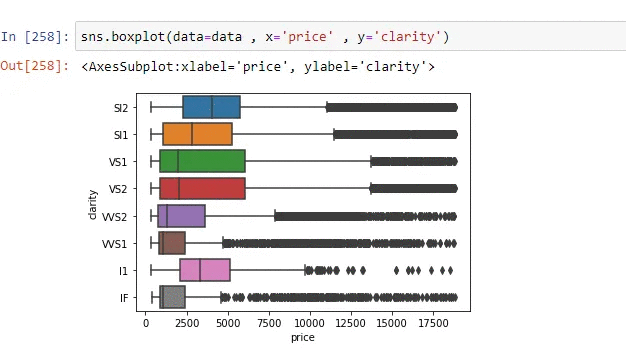 In [258]: sns.boxplot(data=data , x='price' , y='clarity')
Out[258]: <AxesSubplot:xlabel='price', ylabel='clarity'>
SI2
SI1
VS1
VS2
VVS2
VVS1
I1
IF
clarity
0 2500 5000 7500 10000 12500 15000 17500
price